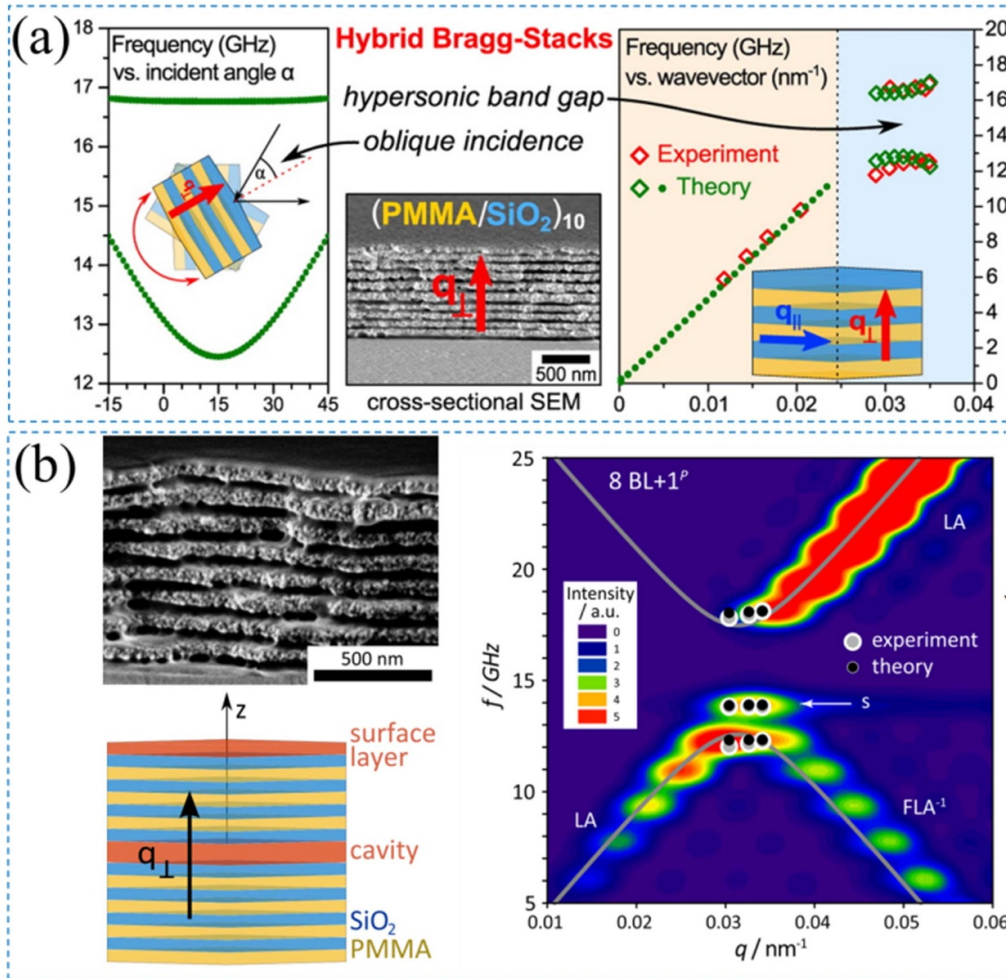 (a)
Frequency (GHz)
vs. incident angle α
18
17
16
15
14
13
12
-15 0 15 30 45
α
q⊥
Hybrid Bragg-Stacks
hypersonic band gap
oblique incidence
(PMMA/SiO₂)₁₀
q⊥
500 nm
cross-sectional SEM
Frequency (GHz)
vs. wavevector (nm⁻¹)
Experiment
Theory
q∥
q⊥
20
18
16
14
12
10
8
6
4
2
0
0 0.01 0.02 0.03 0.04
(b)
500 nm
z
surface
layer
q⊥
cavity
SiO₂
PMMA
8 BL+1ᴾ
LA
Intensity
/ a.u.
0
1
2
3
4
5
experiment
theory
s
LA
FLA⁻¹
f / GHz
25
20
15
10
5
0.01 0.02 0.03 0.04 0.05 0.06
q / nm⁻¹